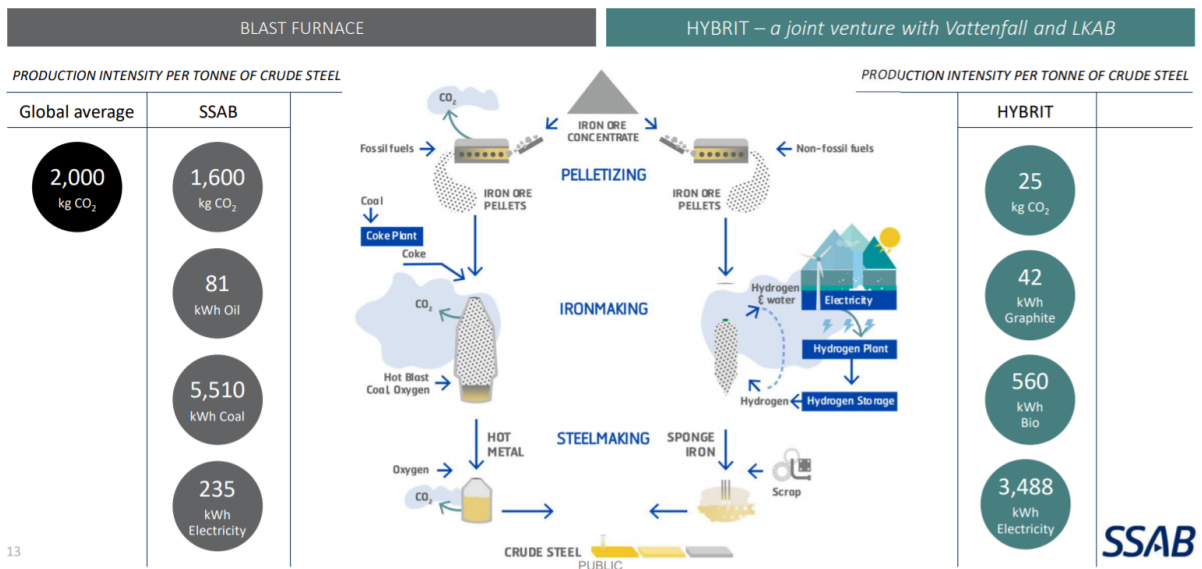 BLAST FURNACE
HYBRIT – a joint venture with Vattenfall and LKAB
PRODUCTION INTENSITY PER TONNE OF CRUDE STEEL
Global average
SSAB
2,000
kg CO₂
1,600
kg CO₂
81
kWh Oil
5,510
kWh Coal
235
kWh
Electricity
CO₂
IRON ORE
CONCENTRATE
Fossil fuels
Non-fossil fuels
PELLETIZING
IRON ORE
PELLETS
IRON ORE
PELLETS
Coal
Coke Plant
Coke
CO₂
IRONMAKING
Hydrogen
& water
Electricity
Hydrogen Plant
Hot Blast
Coal, Oxygen
Hydrogen
Hydrogen Storage
HOT
METAL
STEELMAKING
SPONGE
IRON
Oxygen
CO₂
Scrap
CRUDE STEEL
PUBLIC
PRODUCTION INTENSITY PER TONNE OF CRUDE STEEL
HYBRIT
25
kg CO₂
42
kWh
Graphite
560
kWh
Bio
3,488
kWh
Electricity
13
SSAB